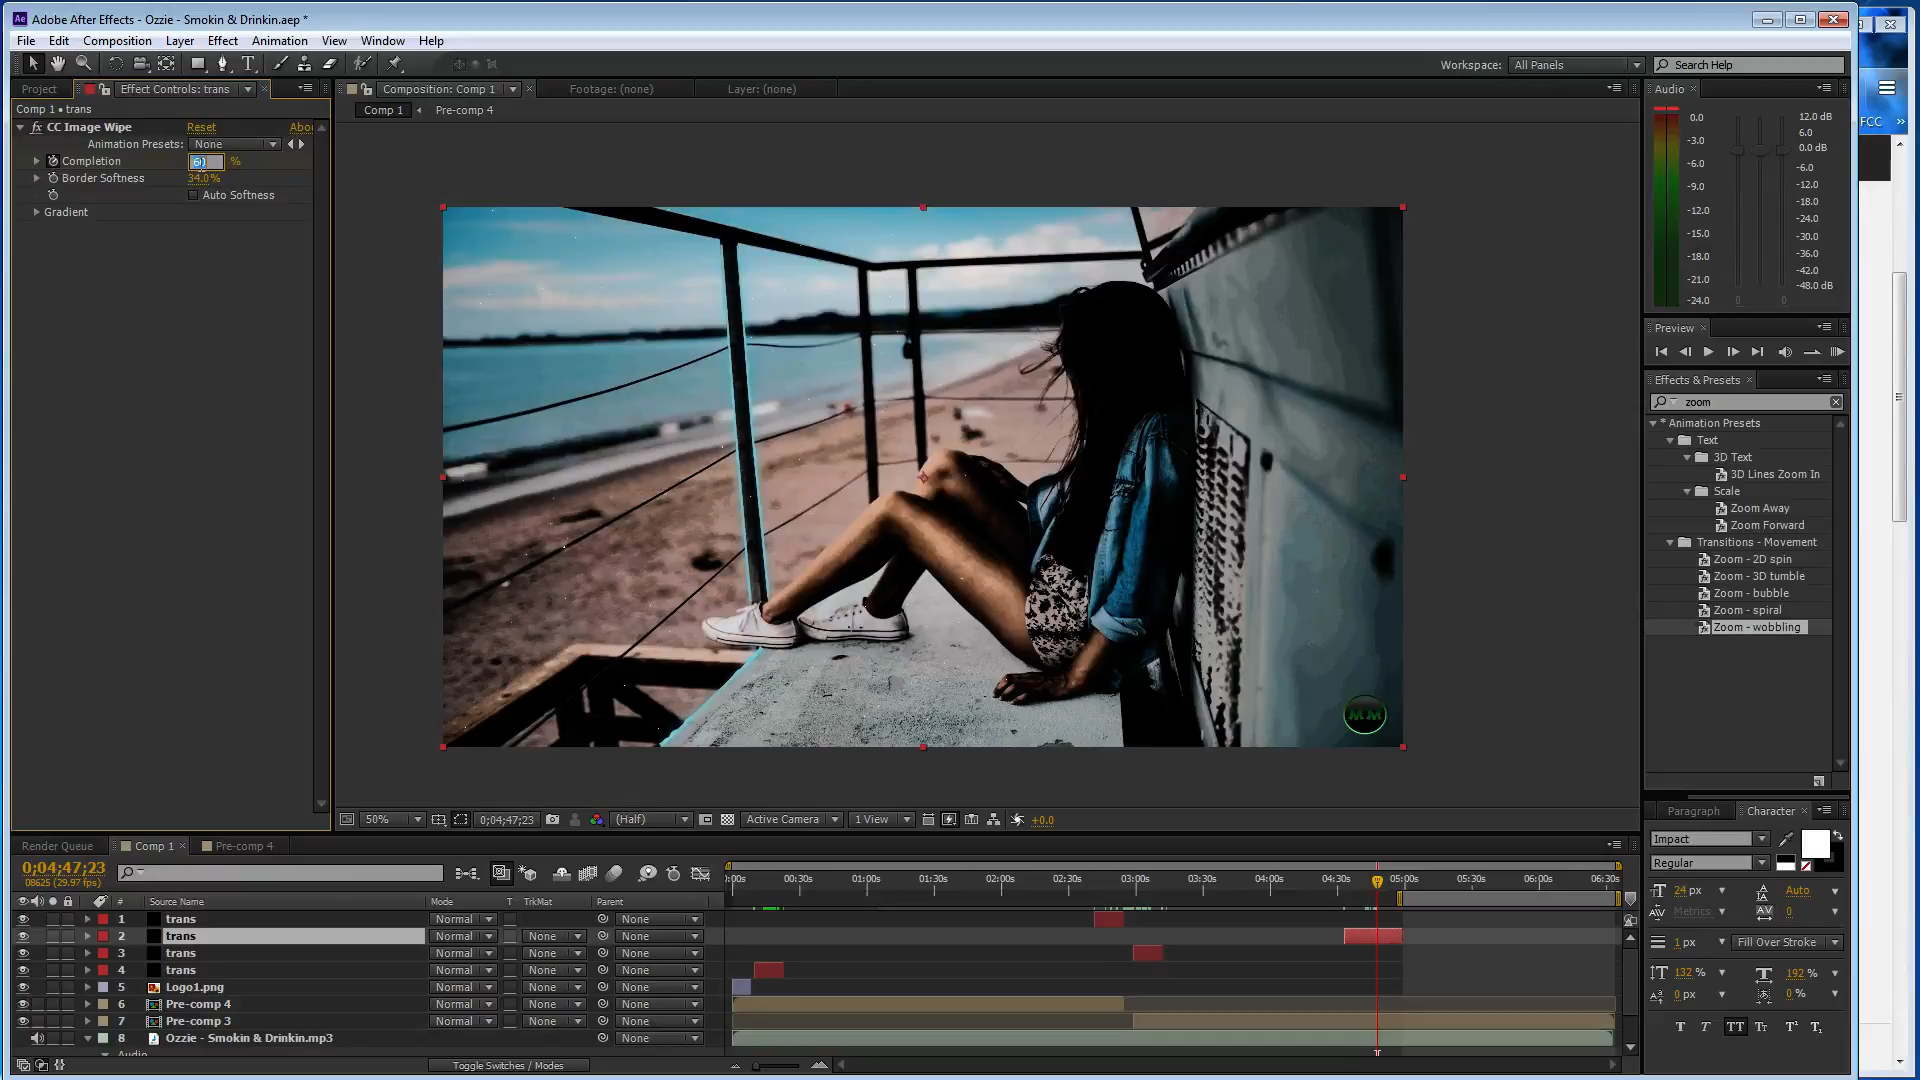 Adobe After Effects - Ozzie - Smokin & Drinkin.aep *
File Edit Composition Layer Effect Animation View Window Help
Workspace: All Panels Search Help
Project Effect Controls: trans
Comp 1 • trans
CC Image Wipe Reset Abou
Animation Presets: None
Completion 60 %
Border Softness 34.0%
Auto Softness
Gradient
Composition: Comp 1 Footage: (none) Layer: (none)
Comp 1 Pre-comp 4
MM
50% 0;04;47;23 (Half) Active Camera 1 View +0.0
FCC
Audio
0.0 12.0 dB
-3.0 6.0
-6.0 0.0 dB
-9.0 -6.0
-12.0 -12.0
-15.0 -18.0
-18.0 -24.0
-21.0 -30.0
-24.0 -36.0
-42.0
-48.0 dB
0 0
Preview
Effects & Presets
zoom
* Animation Presets
Text
3D Text
3D Lines Zoom In
Scale
Zoom Away
Zoom Forward
Transitions - Movement
Zoom - 2D spin
Zoom - 3D tumble
Zoom - bubble
Zoom - spiral
Zoom - wobbling
Paragraph Character
Impact
Regular
24 px Auto
Metrics 0
1 px Fill Over Stroke
132 % 192 %
0 px 0 %
T T TT Tt T¹ T₁
Render Queue Comp 1 Pre-comp 4
0;04;47;23
08625 (29.97 fps)
# Source Name Mode T TrkMat Parent
:00s 00:30s 01:00s 01:30s 02:00s 02:30s 03:00s 03:30s 04:00s 04:30s 05:00s 05:30s 06:00s 06:30s
1 trans Normal None
2 trans Normal None None
3 trans Normal None None
4 trans Normal None None
5 Logo1.png Normal None None
6 Pre-comp 4 Normal None None
7 Pre-comp 3 Normal None None
8 Ozzie - Smokin & Drinkin.mp3 None
Audio
Toggle Switches / Modes